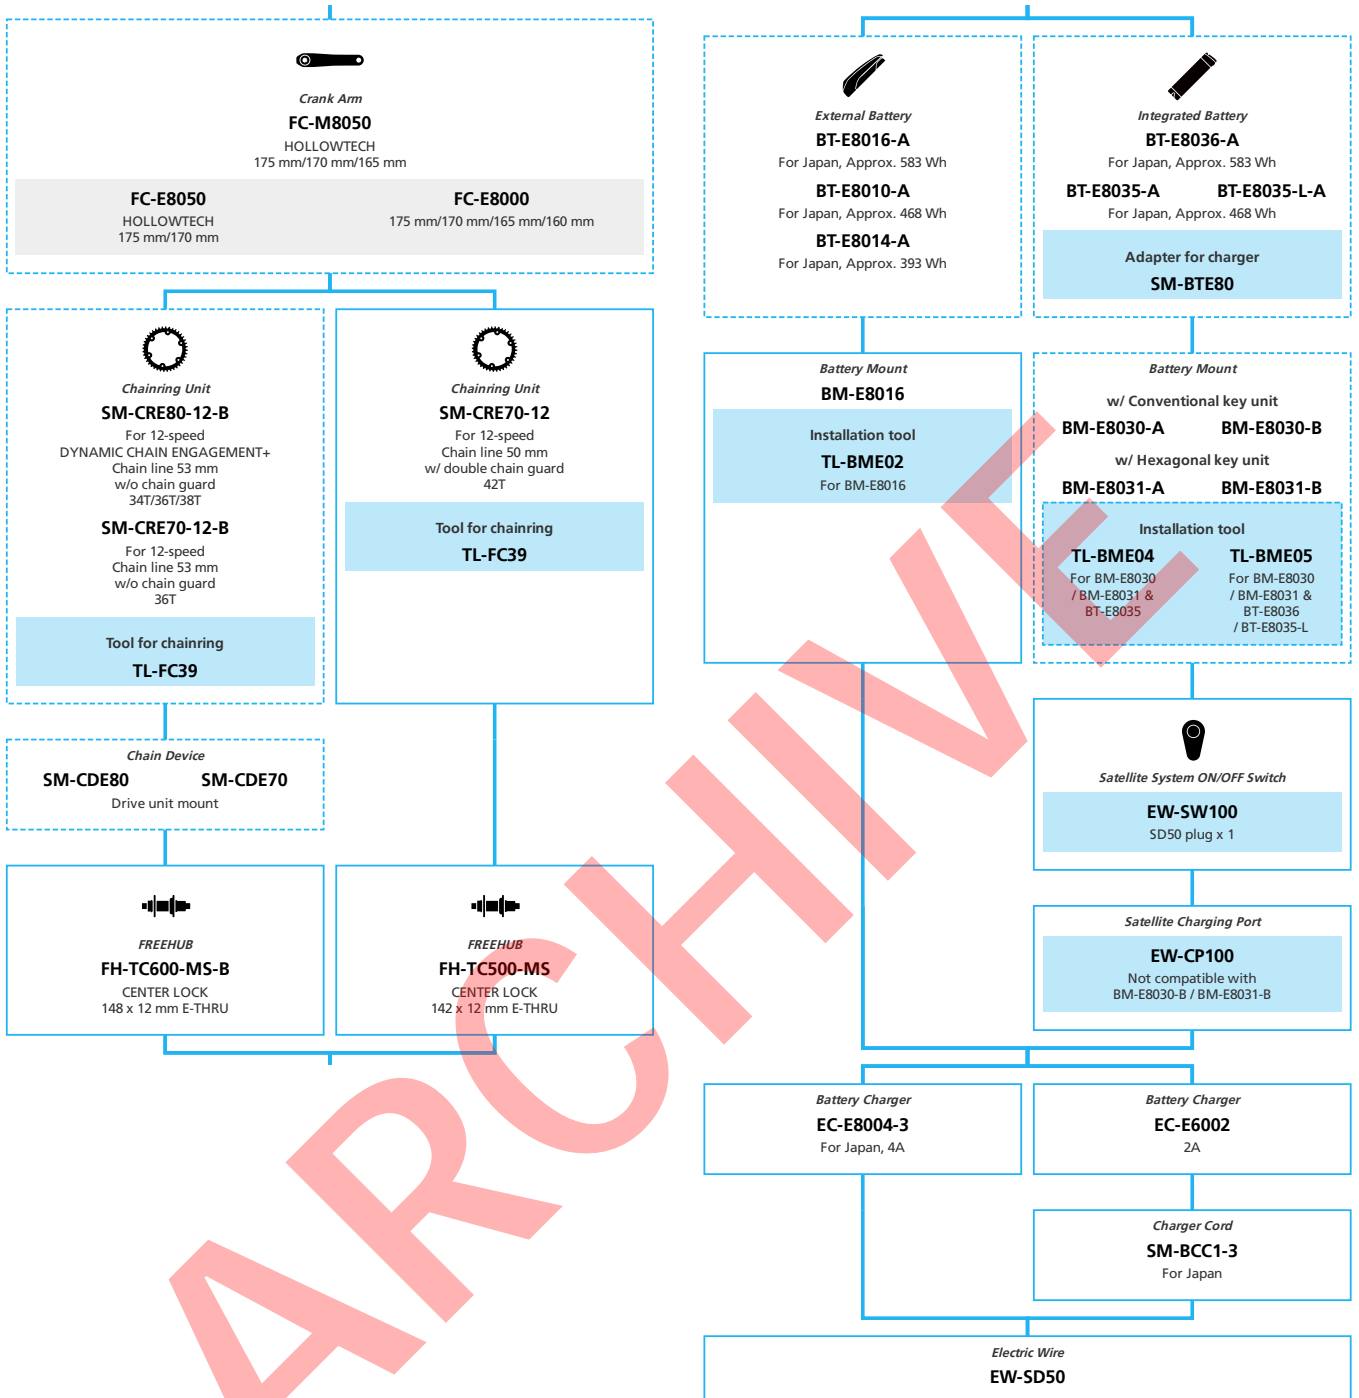 Crank Arm
FC-M8050
HOLLOWTECH
175 mm/170 mm/165 mm
FC-E8050
HOLLOWTECH
175 mm/170 mm
FC-E8000
175 mm/170 mm/165 mm/160 mm
Chainring Unit
SM-CRE80-12-B
For 12-speed
DYNAMIC CHAIN ENGAGEMENT+
Chain line 53 mm
w/o chain guard
34T/36T/38T
SM-CRE70-12-B
For 12-speed
Chain line 53 mm
w/o chain guard
36T
Tool for chainring
TL-FC39
Chainring Unit
SM-CRE70-12
For 12-speed
Chain line 50 mm
w/ double chain guard
42T
Tool for chainring
TL-FC39
Chain Device
SM-CDE80 SM-CDE70
Drive unit mount
FREEHUB
FH-TC600-MS-B
CENTER LOCK
148 x 12 mm E-THRU
FREEHUB
FH-TC500-MS
CENTER LOCK
142 x 12 mm E-THRU
External Battery
BT-E8016-A
For Japan, Approx. 583 Wh
BT-E8010-A
For Japan, Approx. 468 Wh
BT-E8014-A
For Japan, Approx. 393 Wh
Integrated Battery
BT-E8036-A
For Japan, Approx. 583 Wh
BT-E8035-A BT-E8035-L-A
For Japan, Approx. 468 Wh
Adapter for charger
SM-BTE80
Battery Mount
BM-E8016
Installation tool
TL-BME02
For BM-E8016
Battery Mount
w/ Conventional key unit
BM-E8030-A BM-E8030-B
w/ Hexagonal key unit
BM-E8031-A BM-E8031-B
Installation tool
TL-BME04
For BM-E8030
/ BM-E8031 &
BT-E8035
TL-BME05
For BM-E8030
/ BM-E8031 &
BT-E8036
/ BT-E8035-L
Satellite System ON/OFF Switch
EW-SW100
SD50 plug x 1
Satellite Charging Port
EW-CP100
Not compatible with
BM-E8030-B / BM-E8031-B
Battery Charger
EC-E8004-3
For Japan, 4A
Battery Charger
EC-E6002
2A
Charger Cord
SM-BCC1-3
For Japan
Electric Wire
EW-SD50
ARCHIVE